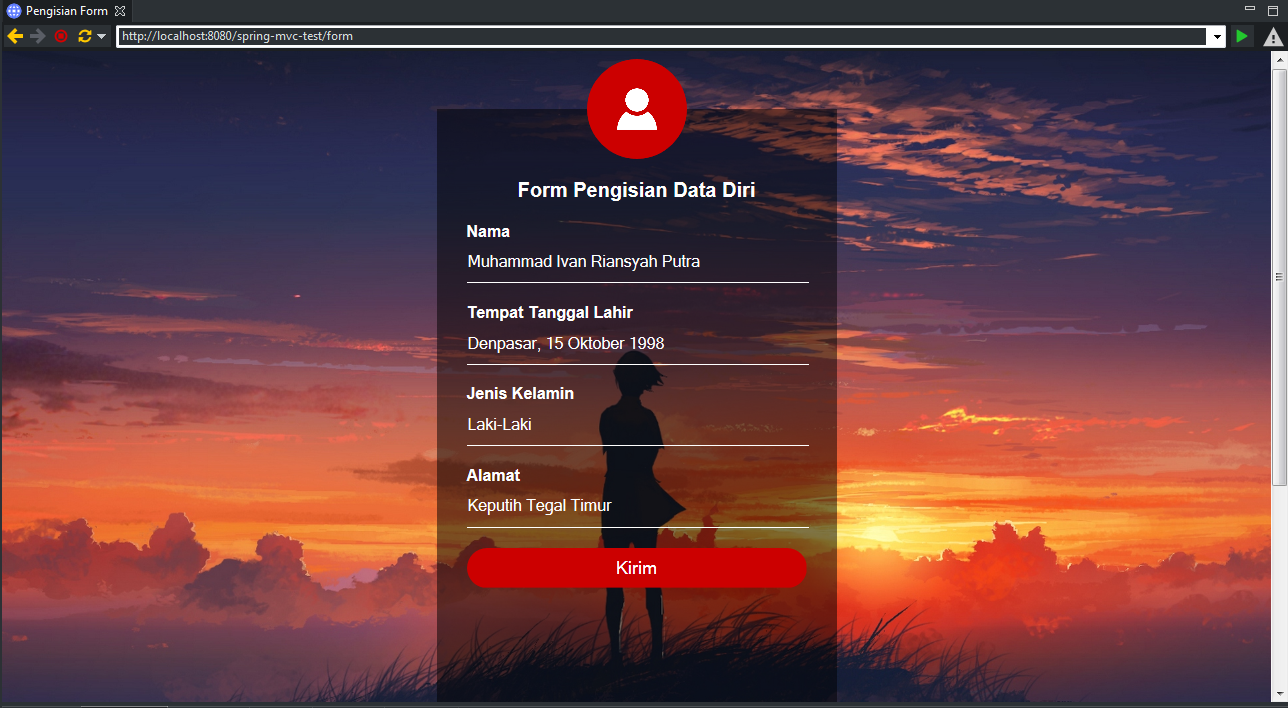 Pengisian Form
http://localhost:8080/spring-mvc-test/form
Form Pengisian Data Diri
Nama
Muhammad Ivan Riansyah Putra
Tempat Tanggal Lahir
Denpasar, 15 Oktober 1998
Jenis Kelamin
Laki-Laki
Alamat
Keputih Tegal Timur
Kirim